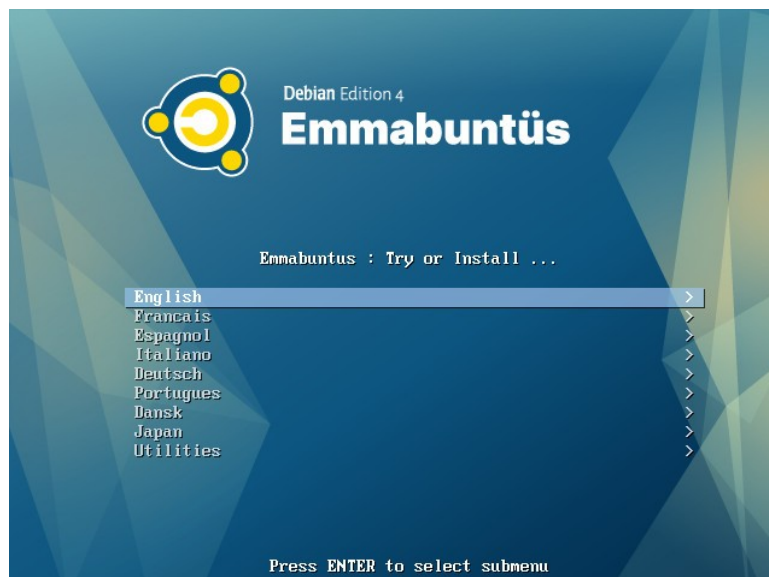 Debian Edition 4
Emmabuntüs
Emmabuntus : Try or Install ...
English >
Francais >
Espagnol >
Italiano >
Deutsch >
Portugues >
Dansk >
Japan >
Utilities >
Press ENTER to select submenu